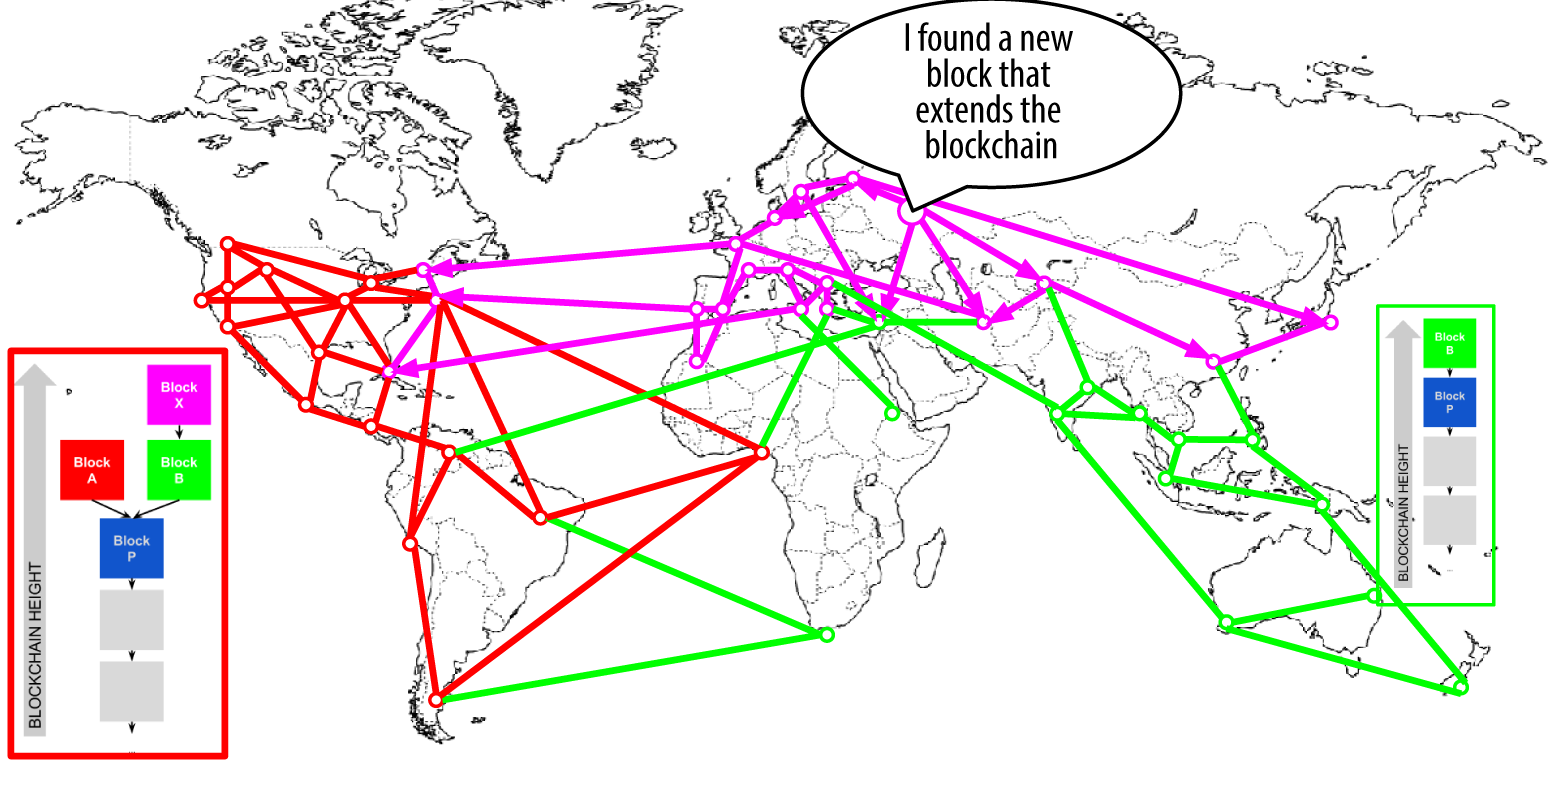 I found a new
block that
extends the
blockchain
BLOCKCHAIN HEIGHT
Block
X
Block
A
Block
B
Block
P
...
BLOCKCHAIN HEIGHT
Block
B
Block
P
...